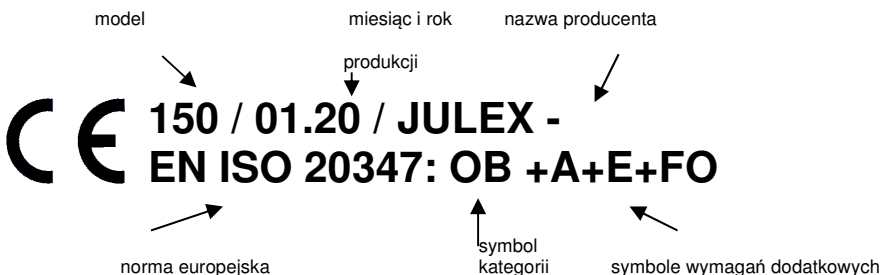 model miesiąc i rok nazwa producenta
produkcji
CE 150 / 01.20 / JULEX -
EN ISO 20347: OB +A+E+FO
symbol
norma europejska kategorii symbole wymagań dodatkowych